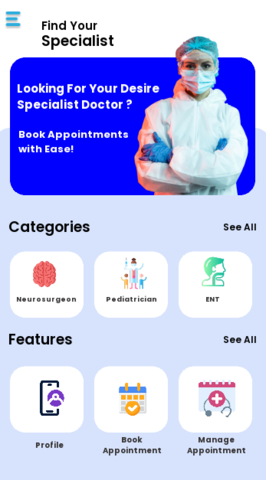 Find Your
Specialist
Looking For Your Desire
Specialist Doctor ?
Book Appointments
with Ease!
Categories
See All
Neurosurgeon
Pediatrician
ENT
Features
See All
Profile
Book
Appointment
Manage
Appointment